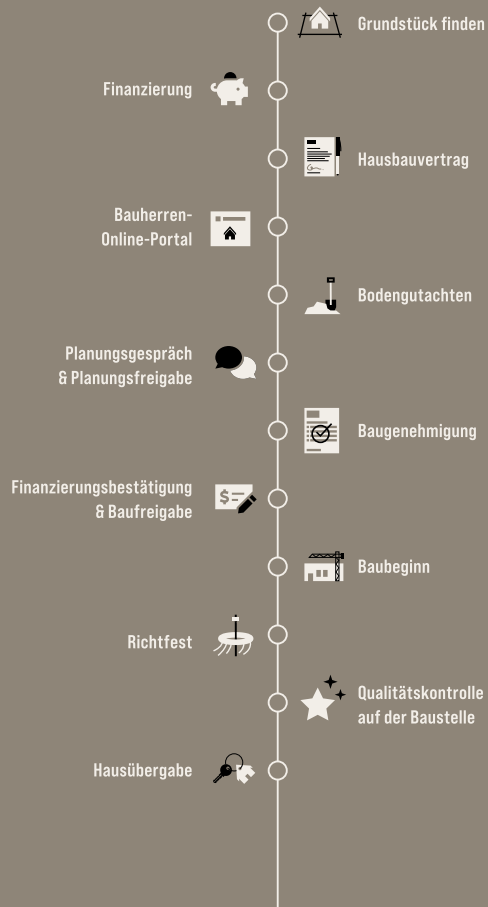 Grundstück finden
Finanzierung
Hausbauvertrag
Bauherren-
Online-Portal
Bodengutachten
Planungsgespräch
& Planungsfreigabe
Baugenehmigung
Finanzierungsbestätigung
& Baufreigabe
Baubeginn
Richtfest
Qualitätskontrolle
auf der Baustelle
Hausübergabe